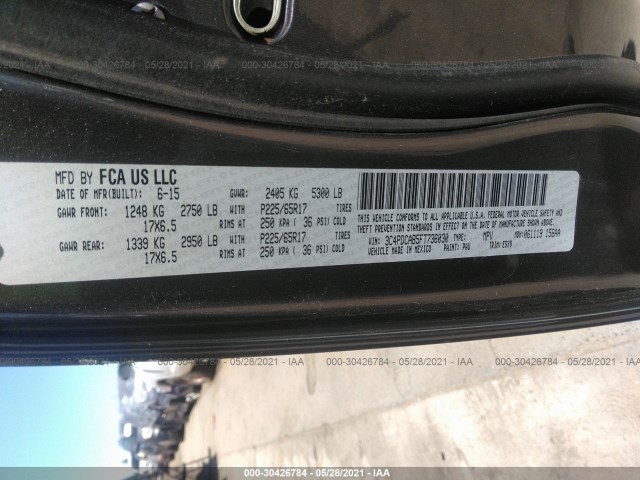 000-30426784 - 05/28/2021 - IAA
MFD BY FCA US LLC
DATE OF MFR(BUILT): 6-15 GVWR: 2405 KG 5300 LB
GAWR FRONT: 1248 KG 2750 LB WITH P225/65R17 TIRES
17X6.5 RIMS AT 250 KPA ( 36 PSI) COLD
GAWR REAR: 1339 KG 2950 LB WITH P225/65R17 TIRES
17X6.5 RIMS AT 250 KPA ( 36 PSI) COLD
THIS VEHICLE CONFORMS TO ALL APPLICABLE U.S.A. FEDERAL MOTOR VEHICLE SAFETY, AND
THEFT PREVENTION STANDARDS IN EFFECT ON THE DATE OF MANUFACTURE SHOWN ABOVE.
VIN: 3C4PDCAB5FT736030 TYPE: MPV MDH: 061119 156AA
VEHICLE MADE IN MEXICO PAINT: PAU TRIM:
000-30426784 - 05/28/2021 - IAA
000-30426784 - 05/28/2021 - IAA